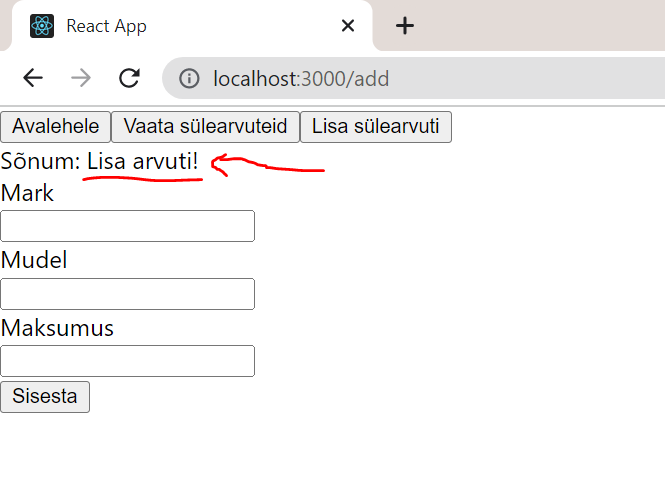 React App
localhost:3000/add
Avalehele Vaata sülearvuteid Lisa sülearvuti
Sõnum: Lisa arvuti!
Mark
Mudel
Maksumus
Sisesta